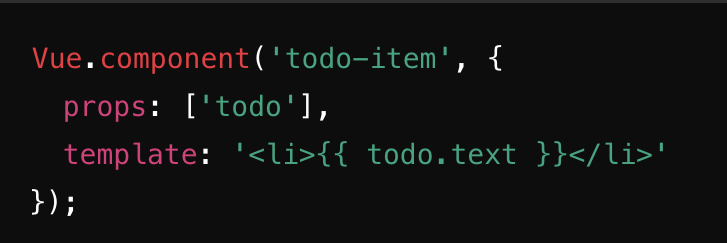 Vue.component('todo-item', {
  props: ['todo'],
  template: '<li>{{ todo.text }}</li>'
});